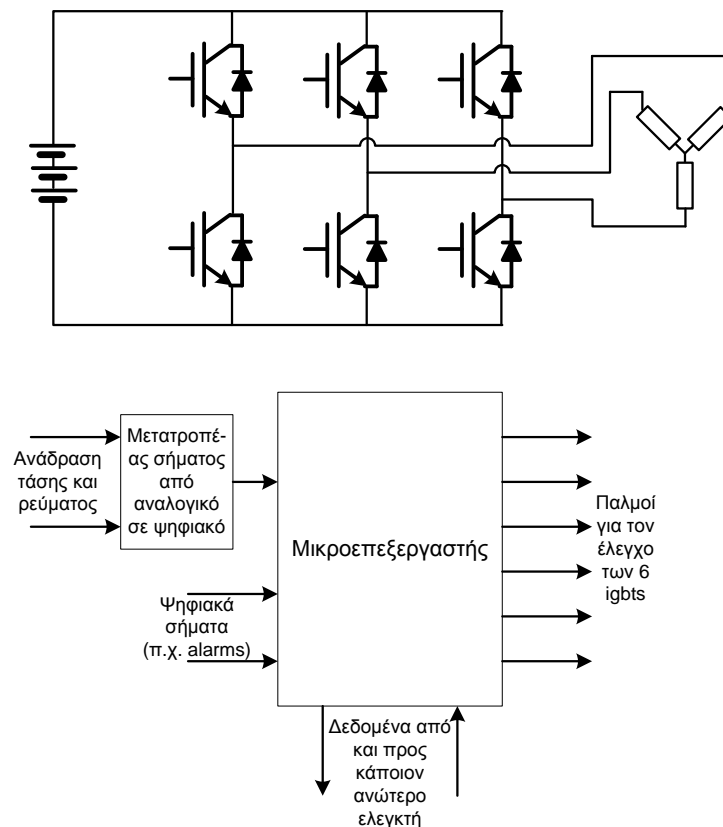 Ανάδραση
τάσης και
ρεύματος
Μετατροπέ-
ας σήματος
από
αναλογικό
σε ψηφιακό
Μικροεπεξεργαστής
Παλμοί
για τον
έλεγχο
των 6
igbts
Ψηφιακά
σήματα
(π.χ. alarms)
Δεδομένα από
και προς
κάποιον
ανώτερο
ελεγκτή